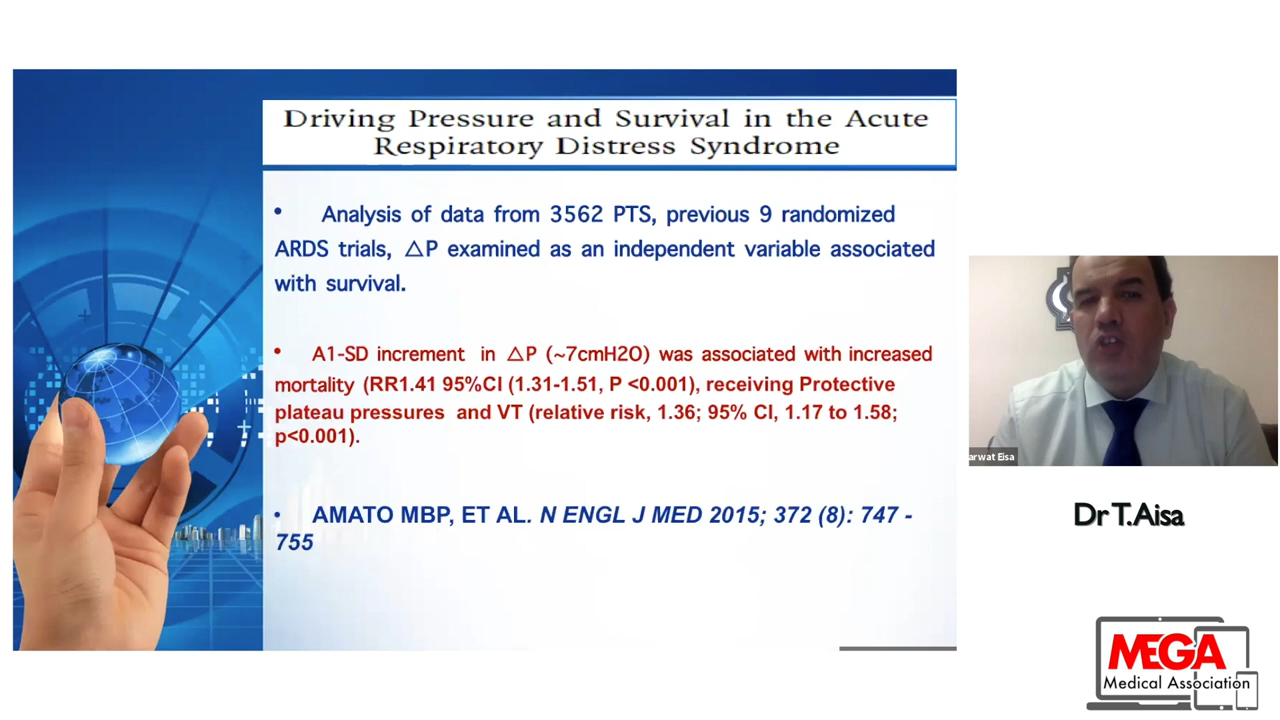 Driving Pressure and Survival in the Acute
Respiratory Distress Syndrome
• Analysis of data from 3562 PTS, previous 9 randomized
ARDS trials, △P examined as an independent variable associated
with survival.
• A1-SD increment in △P (~7cmH2O) was associated with increased
mortality (RR1.41 95%CI (1.31-1.51, P <0.001), receiving Protective
plateau pressures and VT (relative risk, 1.36; 95% CI, 1.17 to 1.58;
p<0.001).
• AMATO MBP, ET AL. N ENGL J MED 2015; 372 (8): 747 -
755
arwat Eisa
Dr T.Aisa
MEGA
Medical Association